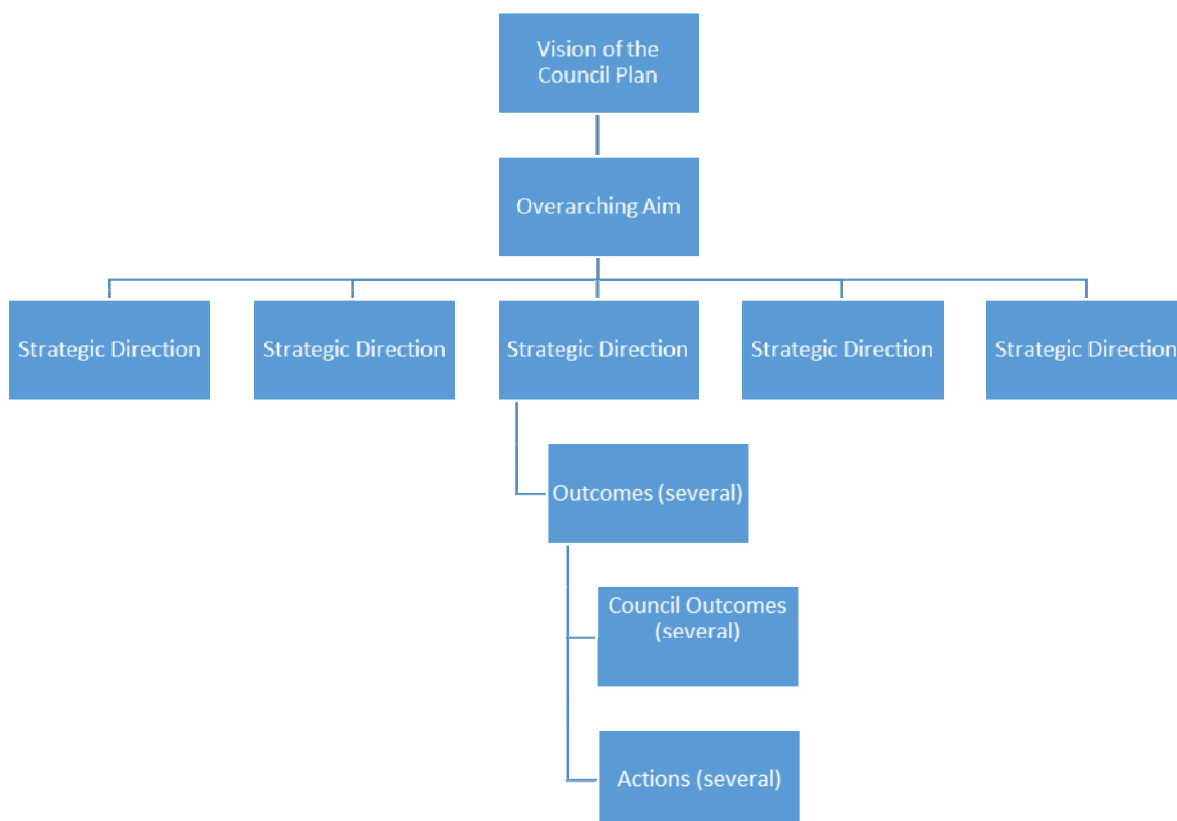 Vision of the
Council Plan
Overarching Aim
Strategic Direction
Strategic Direction
Strategic Direction
Strategic Direction
Strategic Direction
Outcomes (several)
Council Outcomes
(several)
Actions (several)